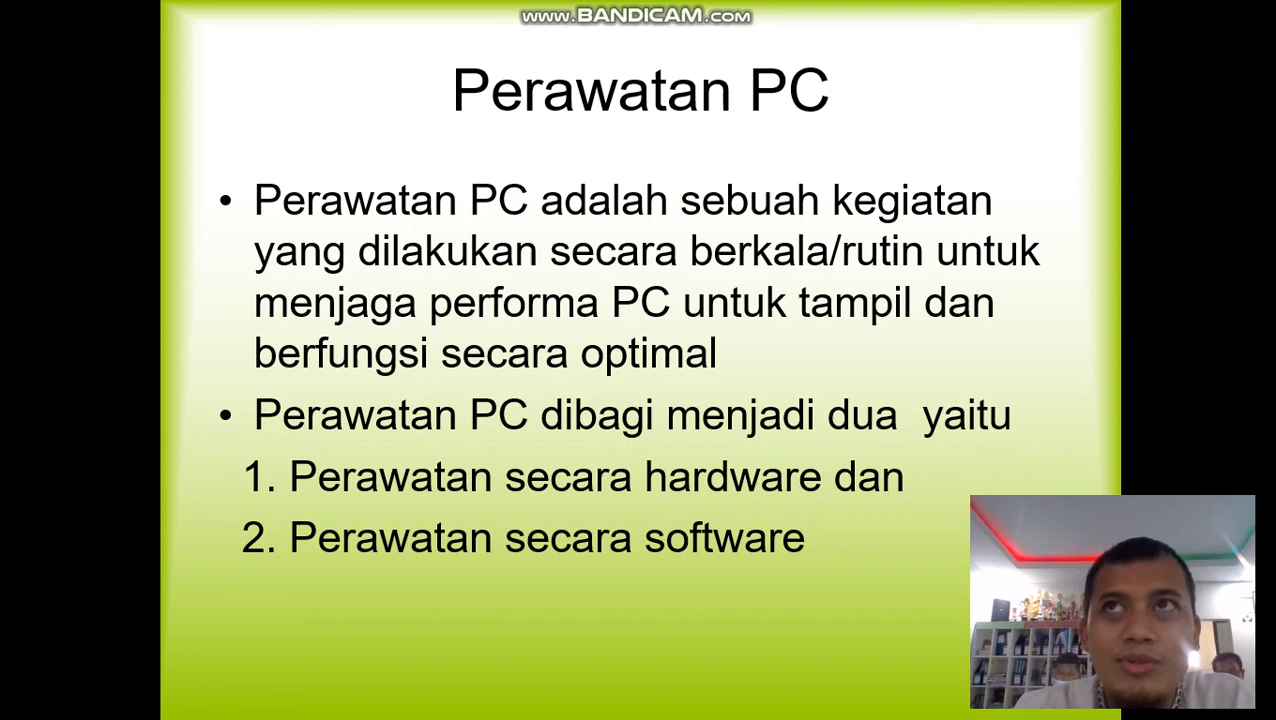 www.BANDICAM.com
Perawatan PC
• Perawatan PC adalah sebuah kegiatan
yang dilakukan secara berkala/rutin untuk
menjaga performa PC untuk tampil dan
berfungsi secara optimal
• Perawatan PC dibagi menjadi dua yaitu
1. Perawatan secara hardware dan
2. Perawatan secara software